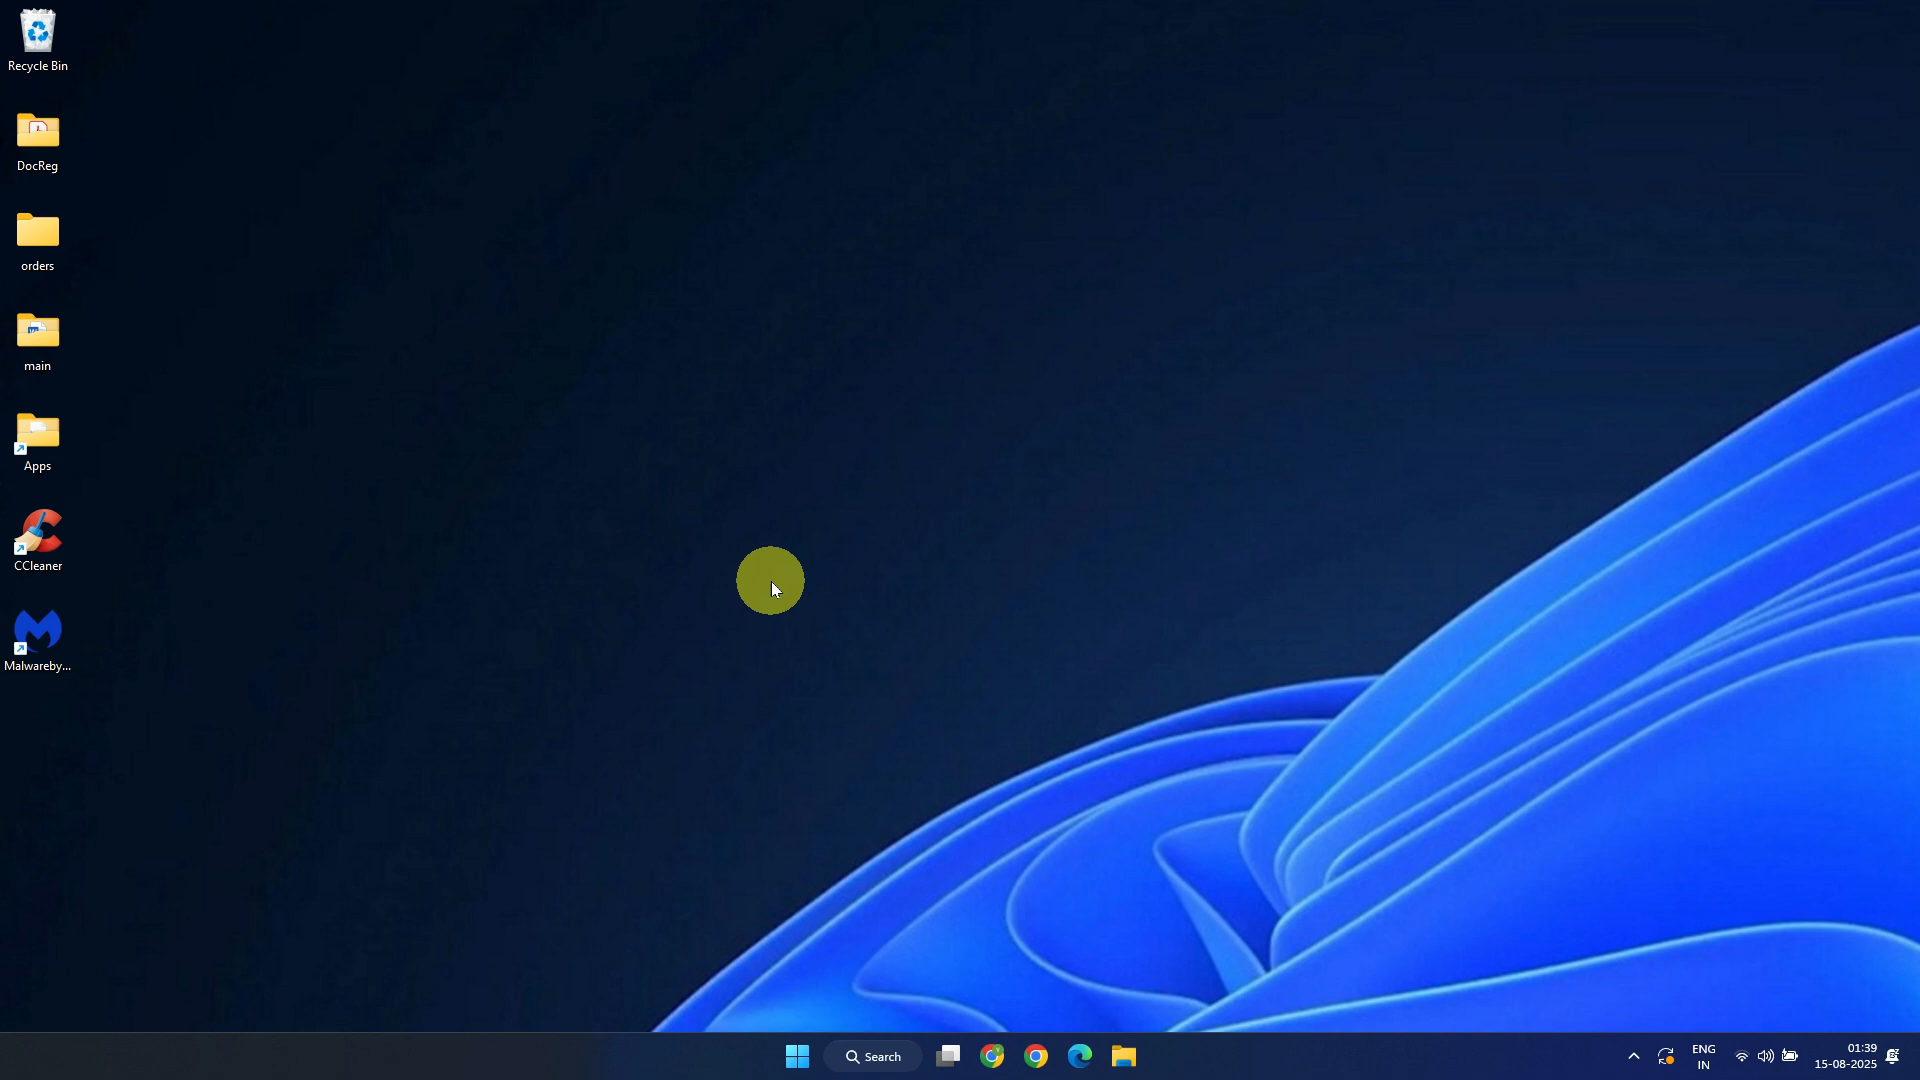 Recycle Bin
DocReg
orders
main
Apps
CCleaner
Malwareby...
Search
ENG
IN
01:39
15-08-2025